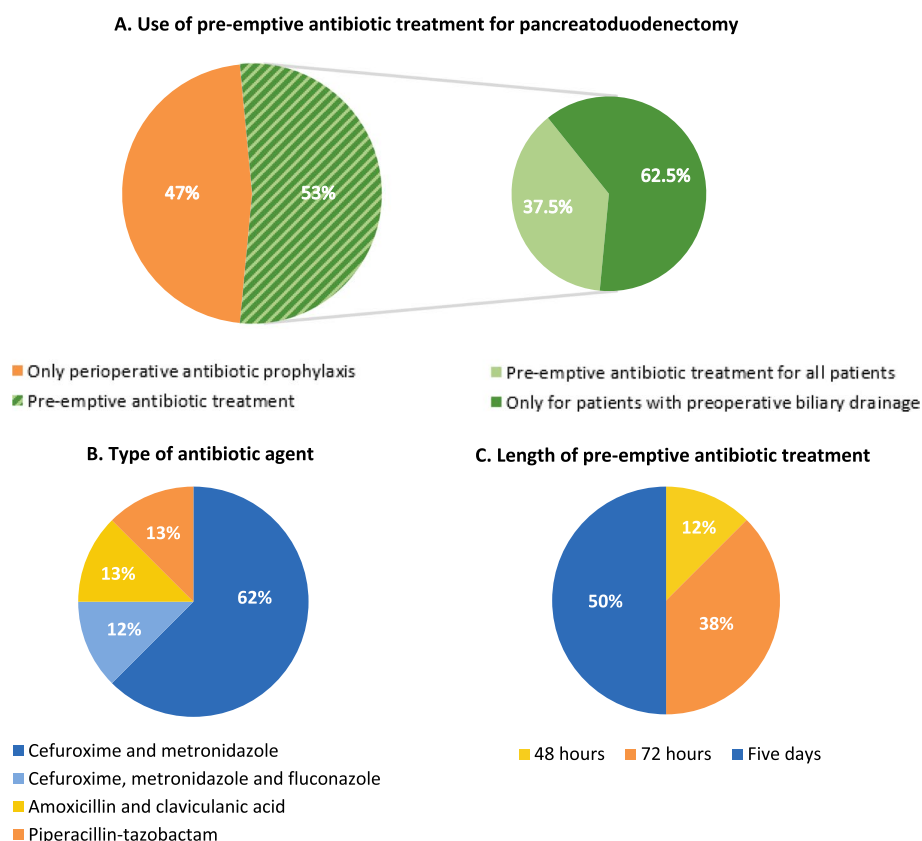 A. Use of pre-emptive antibiotic treatment for pancreatoduodenectomy
47%
53%
62.5%
37.5%
Only perioperative antibiotic prophylaxis
Pre-emptive antibiotic treatment
Pre-emptive antibiotic treatment for all patients
Only for patients with preoperative biliary drainage
B. Type of antibiotic agent
13%
13%
62%
12%
Cefuroxime and metronidazole
Cefuroxime, metronidazole and fluconazole
Amoxicillin and claviculanic acid
Piperacillin-tazobactam
C. Length of pre-emptive antibiotic treatment
12%
50%
38%
48 hours 72 hours Five days